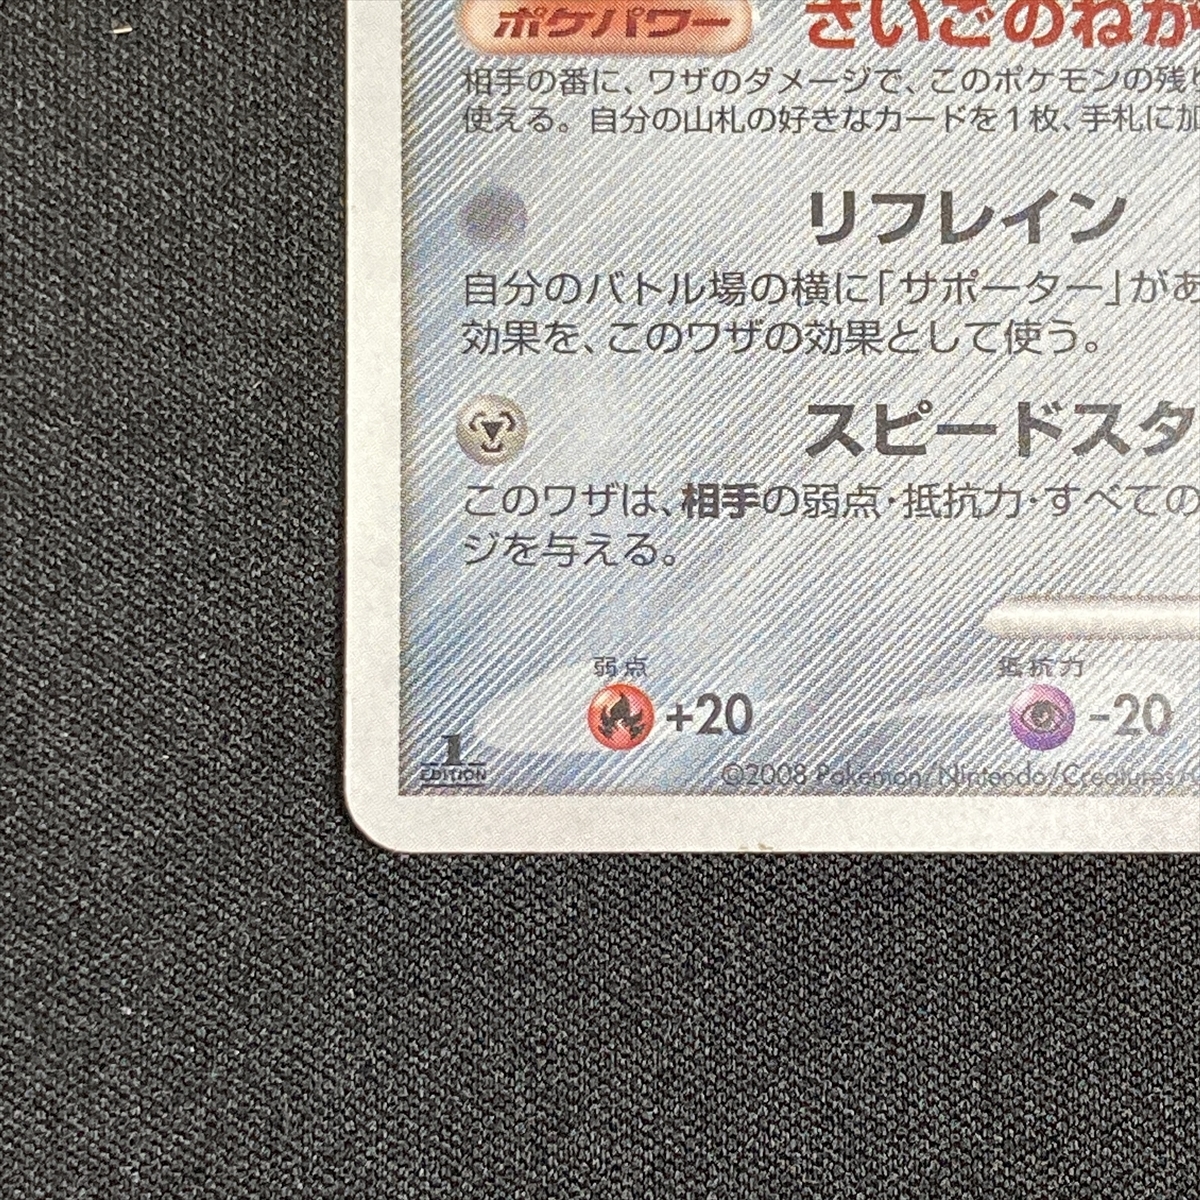 ポケパワー さいごのねが
相手の番に、ワザのダメージで、このポケモンの残り
使える。自分の山札の好きなカードを1枚、手札に加
リフレイン
自分のバトル場の横に「サポーター」があ
効果を、このワザの効果として使う。
スピードスタ
このワザは、相手の弱点・抵抗力・すべての
ジを与える。
弱点 抵抗力
+20 -20
1
EDITION ©2008 Pokémon/Nintendo/Creatures/